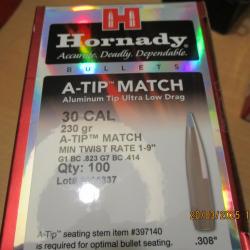 Hornady
Accurate. Deadly. Dependable.
BULLETS
A-TIP™ MATCH
Aluminum Tip Ultra Low Drag
30 CAL
230 gr
A-TIP™ MATCH
MIN TWIST RATE 1-9"
G1 BC .823 G7 BC .414
Qty: 100
Lot#
.308"
A-Tip™ seating stem item #397140
is required for optimal bullet seating.